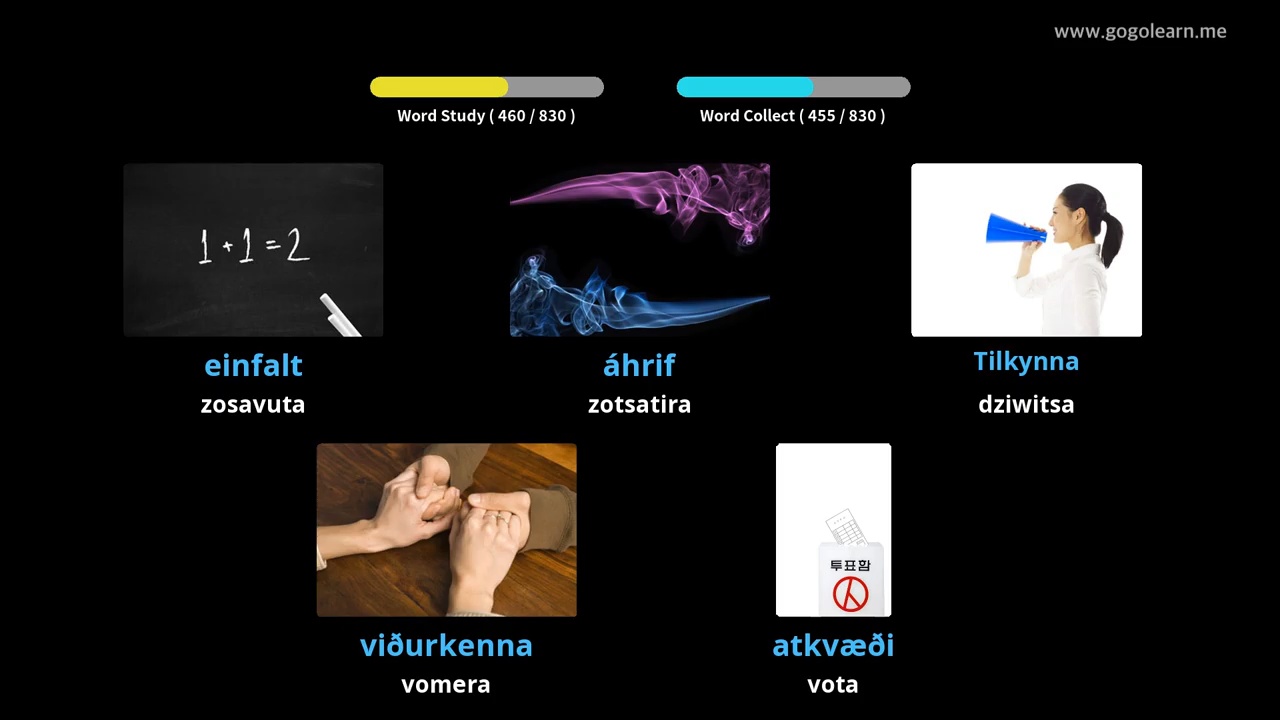 www.gogolearn.me
Word Study ( 460 / 830 )
Word Collect ( 455 / 830 )
1 + 1 = 2
einfalt
áhrif
Tilkynna
zosavuta
zotsatira
dziwitsa
투표함
viðurkenna
atkvæði
vomera
vota